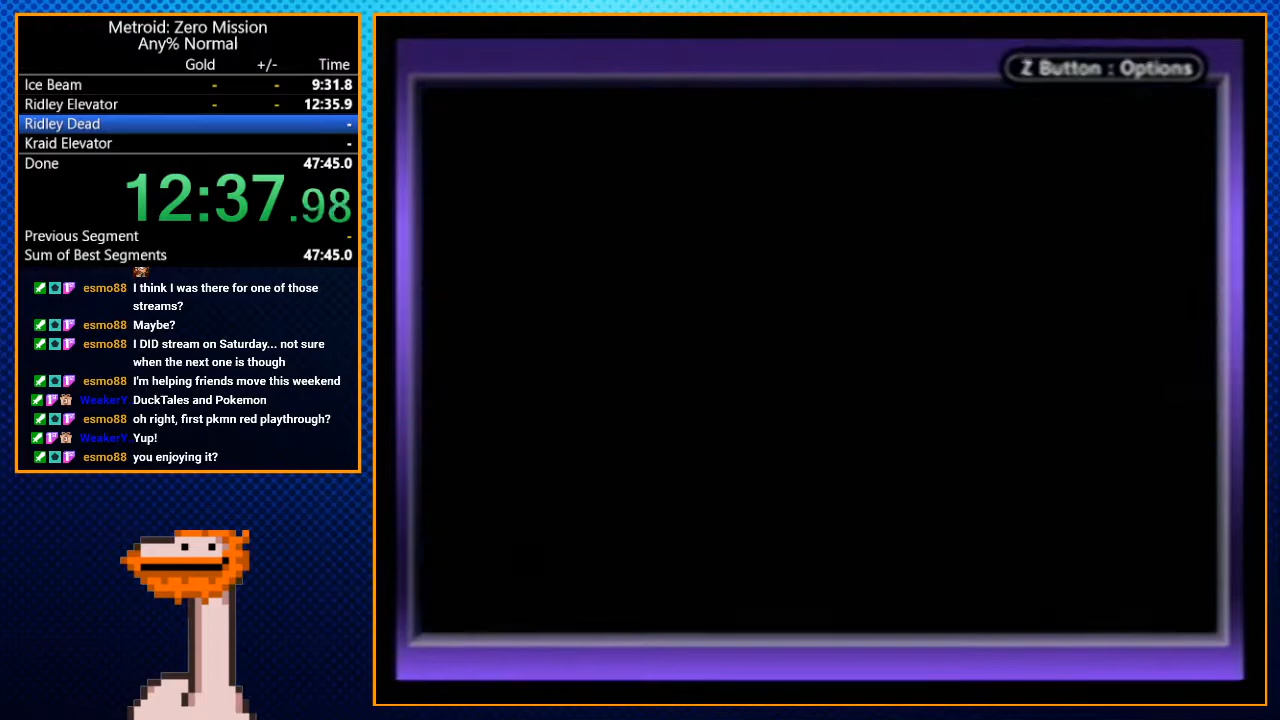 Metroid: Zero Mission
Any% Normal
Gold +/- Time
Ice Beam - - 9:31.8
Ridley Elevator - - 12:35.9
Ridley Dead -
Kraid Elevator -
Done 47:45.0
12:37.98
Previous Segment -
Sum of Best Segments 47:45.0
esmo88 I think I was there for one of those
streams?
esmo88 Maybe?
esmo88 I DID stream on Saturday... not sure
when the next one is though
esmo88 I'm helping friends move this weekend
WeakerY DuckTales and Pokemon
esmo88 oh right, first pkmn red playthrough?
WeakerY Yup!
esmo88 you enjoying it?
Z Button : Options